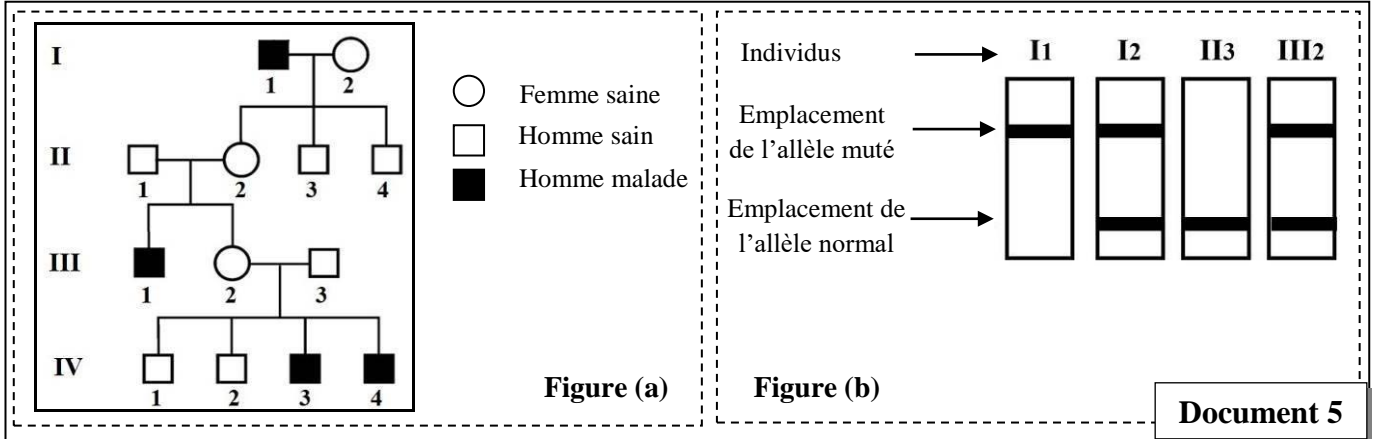 I
1
2
II
1
2
3
4
III
1
2
3
IV
1
2
3
4
Femme saine
Homme sain
Homme malade
Figure (a)
Individus
I1 I2 II3 III2
Emplacement
de l’allèle muté
Emplacement de
l’allèle normal
Figure (b)
Document 5